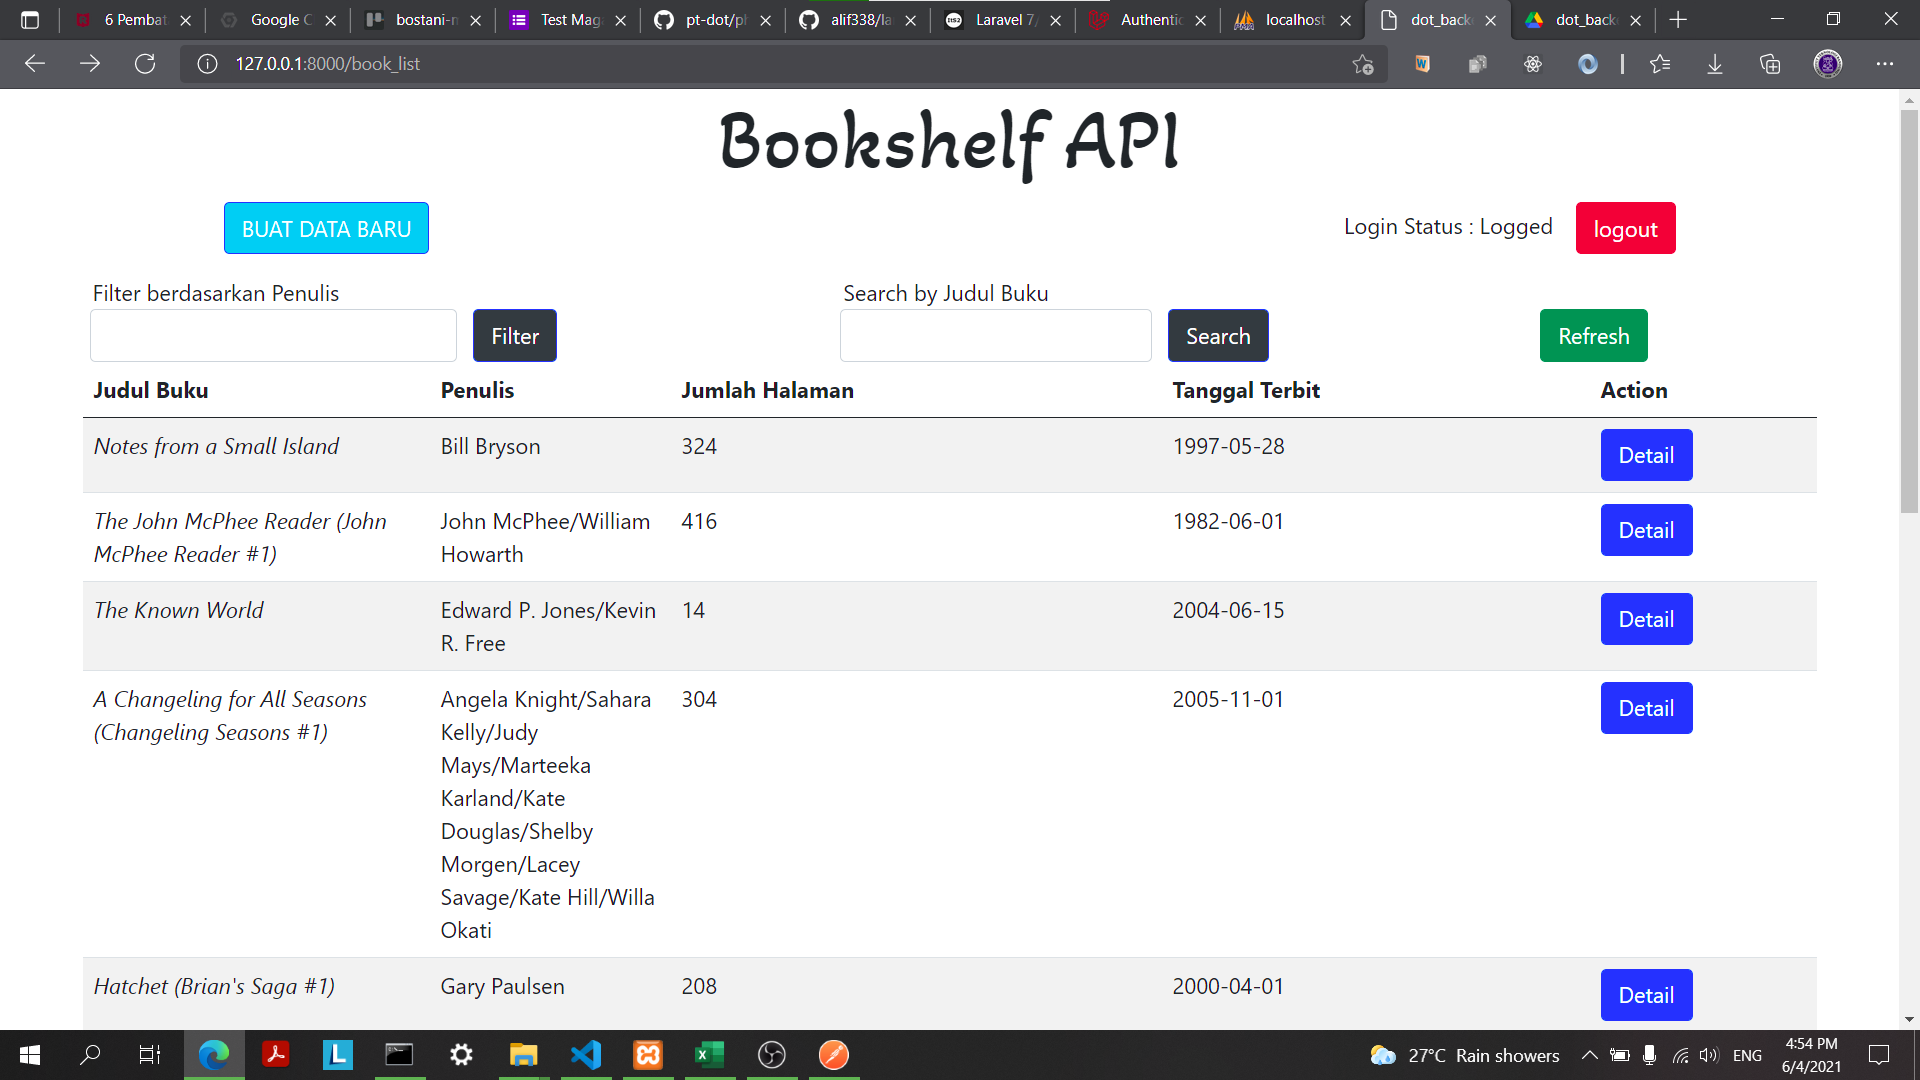 6 Pembat
Google C
bostani-n
Test Mag
pt-dot/ph
alif338/la
Laravel 7
Authentic
localhost
dot_back
dot_back
127.0.0.1:8000/book_list
Bookshelf API
BUAT DATA BARU
Login Status : Logged
logout
Filter berdasarkan Penulis
Search by Judul Buku
Filter
Search
Refresh
Judul Buku Penulis Jumlah Halaman Tanggal Terbit Action
Notes from a Small Island Bill Bryson 324 1997-05-28 Detail
The John McPhee Reader (John John McPhee/William 416 1982-06-01 Detail
McPhee Reader #1) Howarth
The Known World Edward P. Jones/Kevin 14 2004-06-15 Detail
R. Free
A Changeling for All Seasons Angela Knight/Sahara 304 2005-11-01 Detail
(Changeling Seasons #1) Kelly/Judy
Mays/Marteeka
Karland/Kate
Douglas/Shelby
Morgen/Lacey
Savage/Kate Hill/Willa
Okati
Hatchet (Brian's Saga #1) Gary Paulsen 208 2000-04-01 Detail
27°C Rain showers
ENG
4:54 PM
6/4/2021